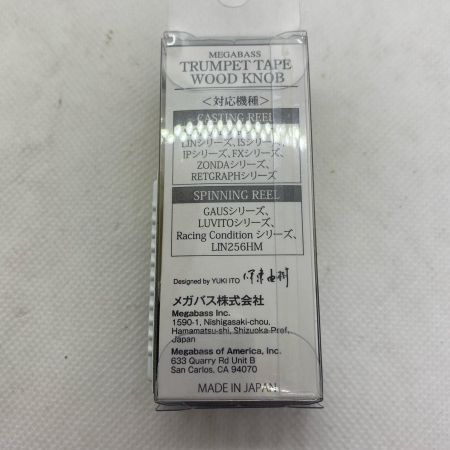 MEGABASS
TRUMPET TAPE
WOOD KNOB
＜対応機種＞
CASTING REEL
LINシリーズ、ISシリーズ、
IPシリーズ、FXシリーズ、
ZONDAシリーズ、
RETGRAPHシリーズ
SPINNING REEL
GAUSシリーズ、
LUVITOシリーズ、
Racing Condition シリーズ、
LIN256HM
Designed by YUKI ITO 伊東由樹
メガバス株式会社
Megabass Inc.
1590-1, Nishigasaki-chou,
Hamamatsu-shi, Shizuoka Pref,
Japan
Megabass of America, Inc.
633 Quarry Rd Unit B
San Carlos, CA 94070
MADE IN JAPAN